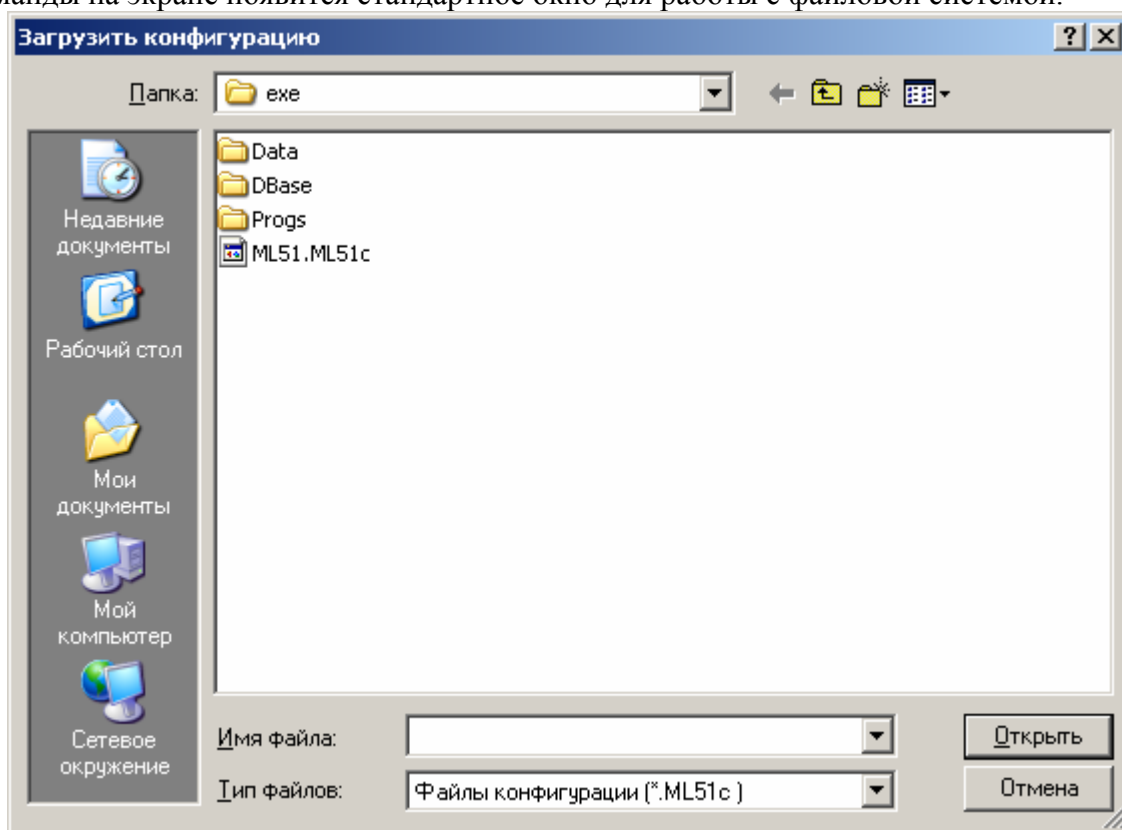 манды на экране появится стандартное окно для работы с файловой системой:
Загрузить конфигурацию
Папка:
exe
Data
DBase
Progs
ML51.ML51c
Недавние
документы
Рабочий стол
Мои
документы
Мой
компьютер
Сетевое
окружение
Имя файла:
Открыть
Тип файлов:
Файлы конфигурации (*.ML51c )
Отмена